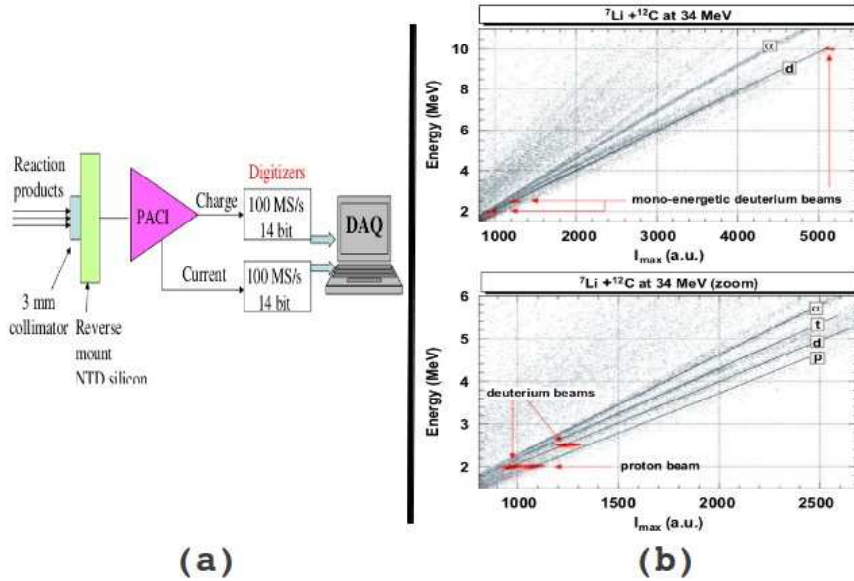 Reaction
products
3 mm
collimator
Reverse
mount
NTD silicon
PACI
Charge
Current
Digitizers
100 MS/s
14 bit
100 MS/s
14 bit
DAQ
(a)
⁷Li +¹²C at 34 MeV
Energy (MeV)
10
8
6
4
2
α
d
mono-energetic deuterium beams
1000 2000 3000 4000 5000
I_max (a.u.)
⁷Li +¹²C at 34 MeV (zoom)
Energy (MeV)
6
5
4
3
2
α
t
d
p
deuterium beams
proton beam
1000 1500 2000 2500
I_max (a.u.)
(b)